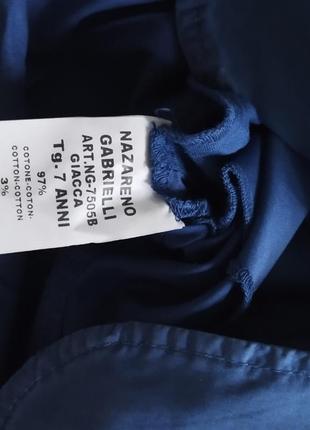 NAZARENO
GABRIELLI
ART.NG-7505B
GIACCA
Tg. 7 ANNI
97%
COTONE-COTON-
COTTON-COTTON
3%